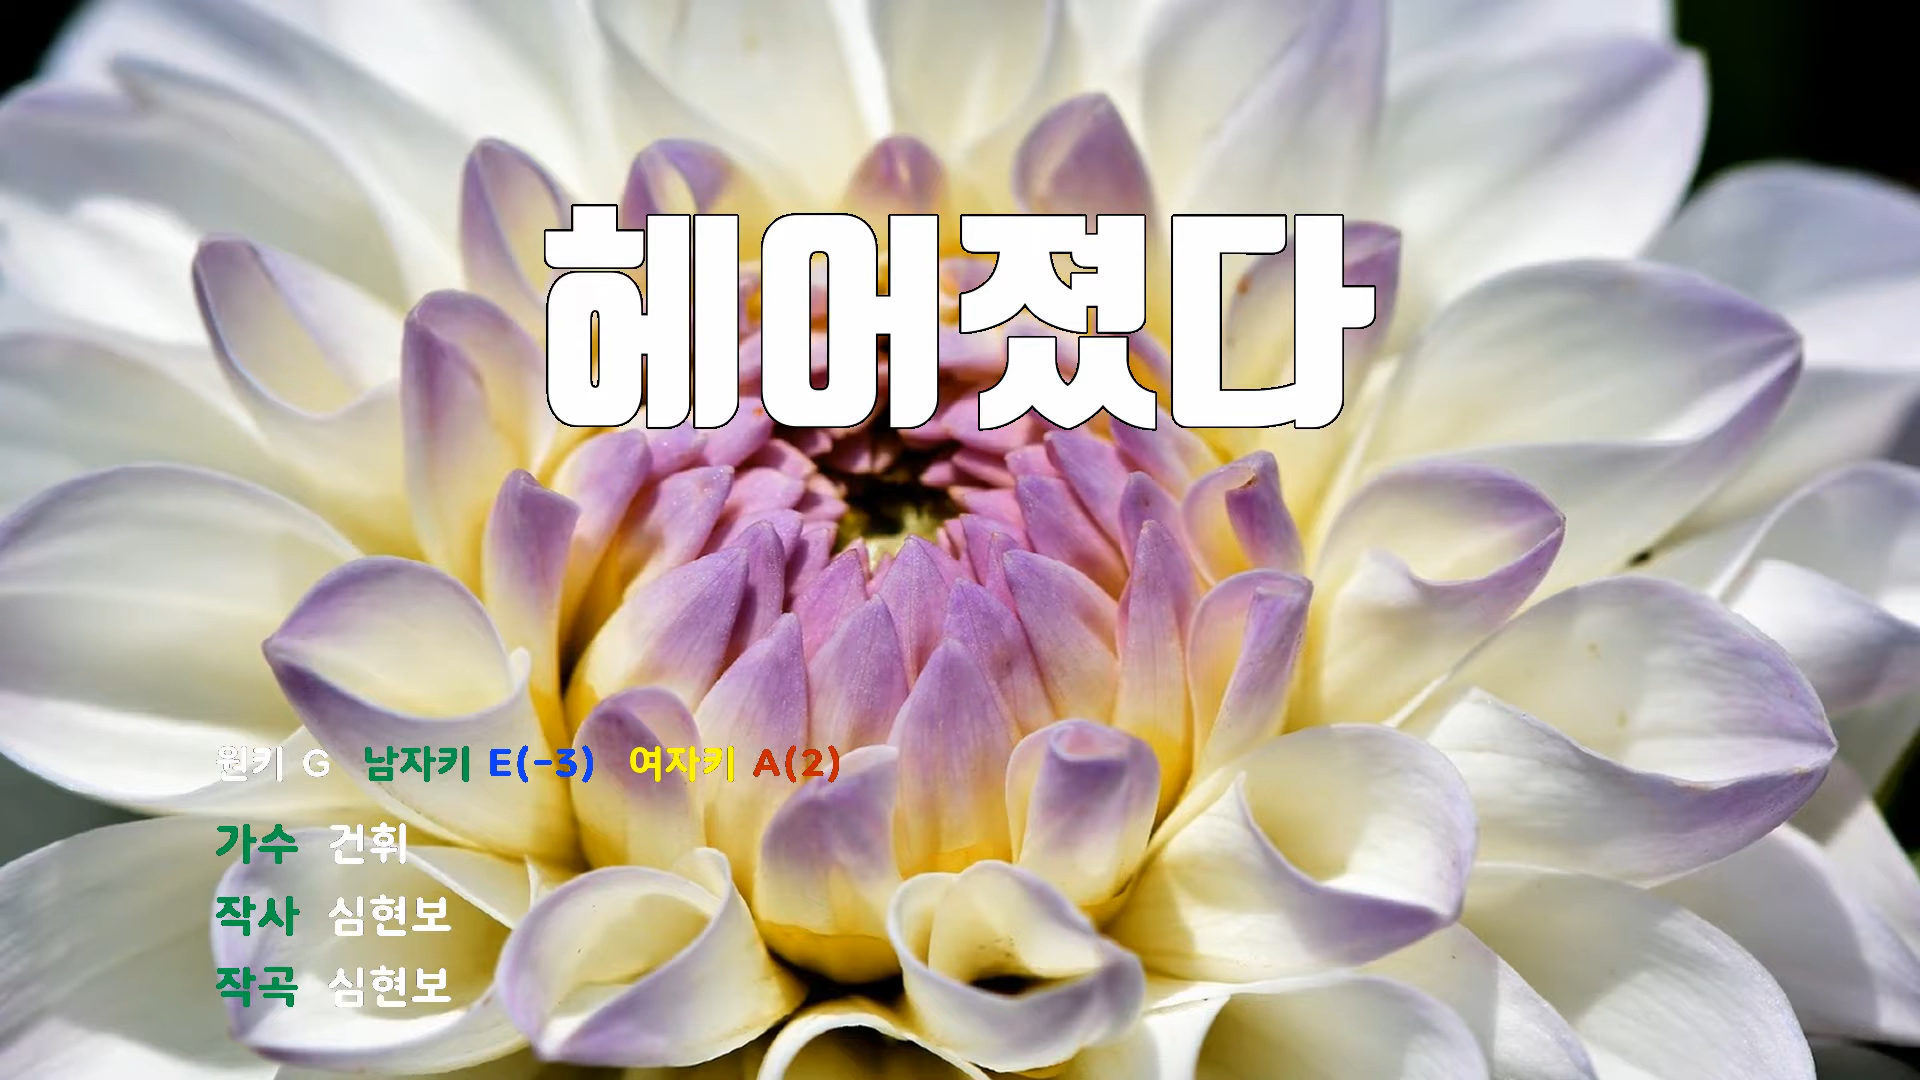 헤어졌다
원키 G 남자키 E(-3) 여자키 A(2)
가수 건휘
작사 심현보
작곡 심현보